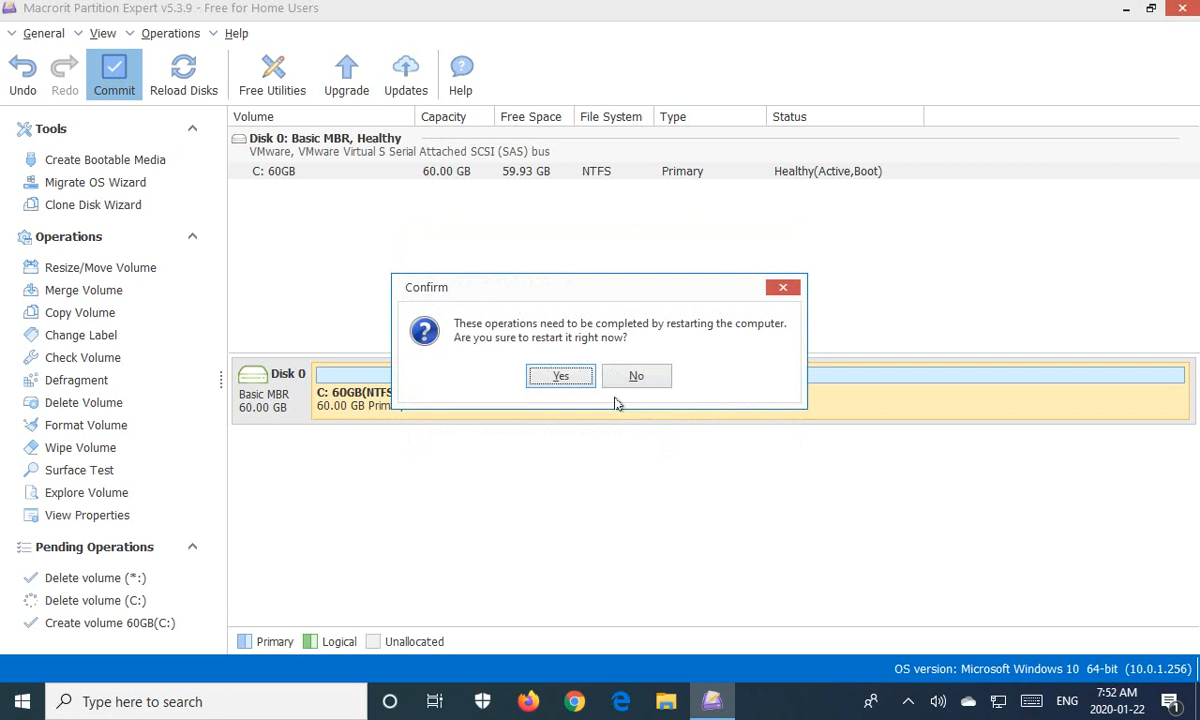 Macrorit Partition Expert v5.3.9 - Free for Home Users
General View Operations Help
Undo Redo Commit Reload Disks Free Utilities Upgrade Updates Help
Tools
Create Bootable Media
Migrate OS Wizard
Clone Disk Wizard
Operations
Resize/Move Volume
Merge Volume
Copy Volume
Change Label
Check Volume
Defragment
Delete Volume
Format Volume
Wipe Volume
Surface Test
Explore Volume
View Properties
Pending Operations
Delete volume (*:)
Delete volume (C:)
Create volume 60GB(C:)
Volume Capacity Free Space File System Type Status
Disk 0: Basic MBR, Healthy
VMware, VMware Virtual S Serial Attached SCSI (SAS) bus
C: 60GB 60.00 GB 59.93 GB NTFS Primary Healthy(Active,Boot)
Confirm
These operations need to be completed by restarting the computer.
Are you sure to restart it right now?
Yes No
Disk 0
Basic MBR
60.00 GB
C: 60GB(NTFS
60.00 GB
Primary Logical Unallocated
OS version: Microsoft Windows 10 64-bit (10.0.1.256)
Type here to search
ENG
7:52 AM
2020-01-22
1